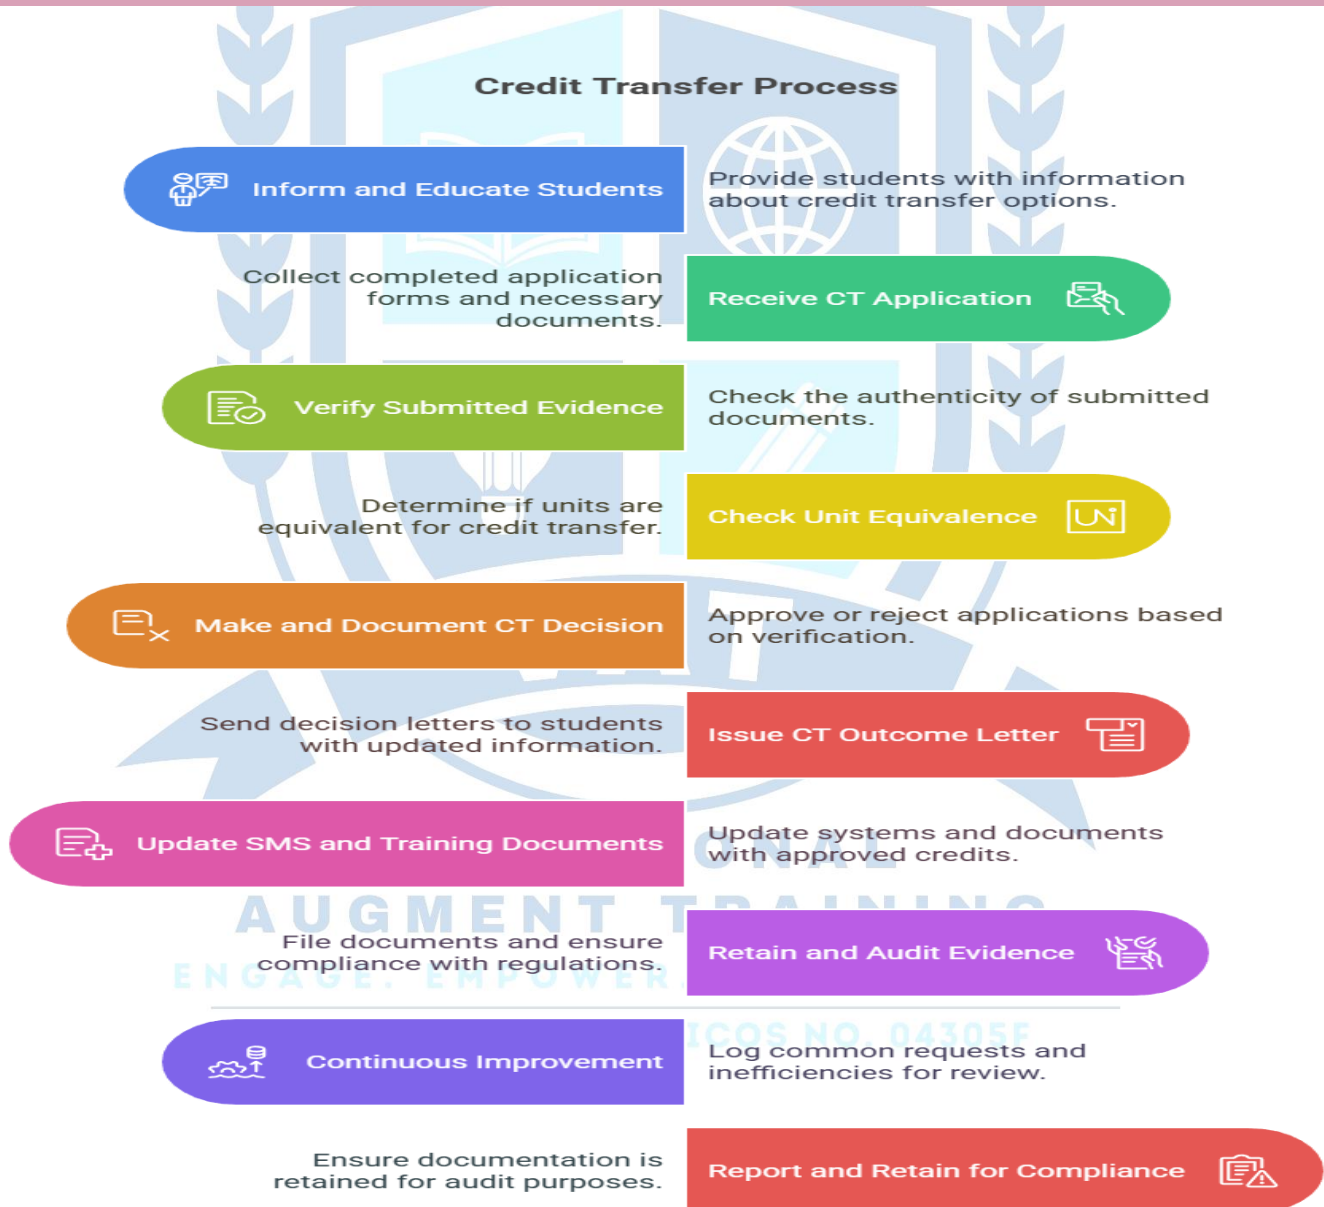 Credit Transfer Process
Inform and Educate Students
Provide students with information
about credit transfer options.
Collect completed application
forms and necessary
documents.
Receive CT Application
Verify Submitted Evidence
Check the authenticity of submitted
documents.
Determine if units are
equivalent for credit transfer.
Check Unit Equivalence
UN
Make and Document CT Decision
Approve or reject applications based
on verification.
Send decision letters to students
with updated information.
Issue CT Outcome Letter
Update SMS and Training Documents
Update systems and documents
with approved credits.
AUGMENT TRAINING
File documents and ensure
compliance with regulations.
Retain and Audit Evidence
ENGAGE. EMPOWER.
NO. 04305F
Continuous Improvement
Log common requests and
inefficiencies for review.
Ensure documentation is
retained for audit purposes.
Report and Retain for Compliance